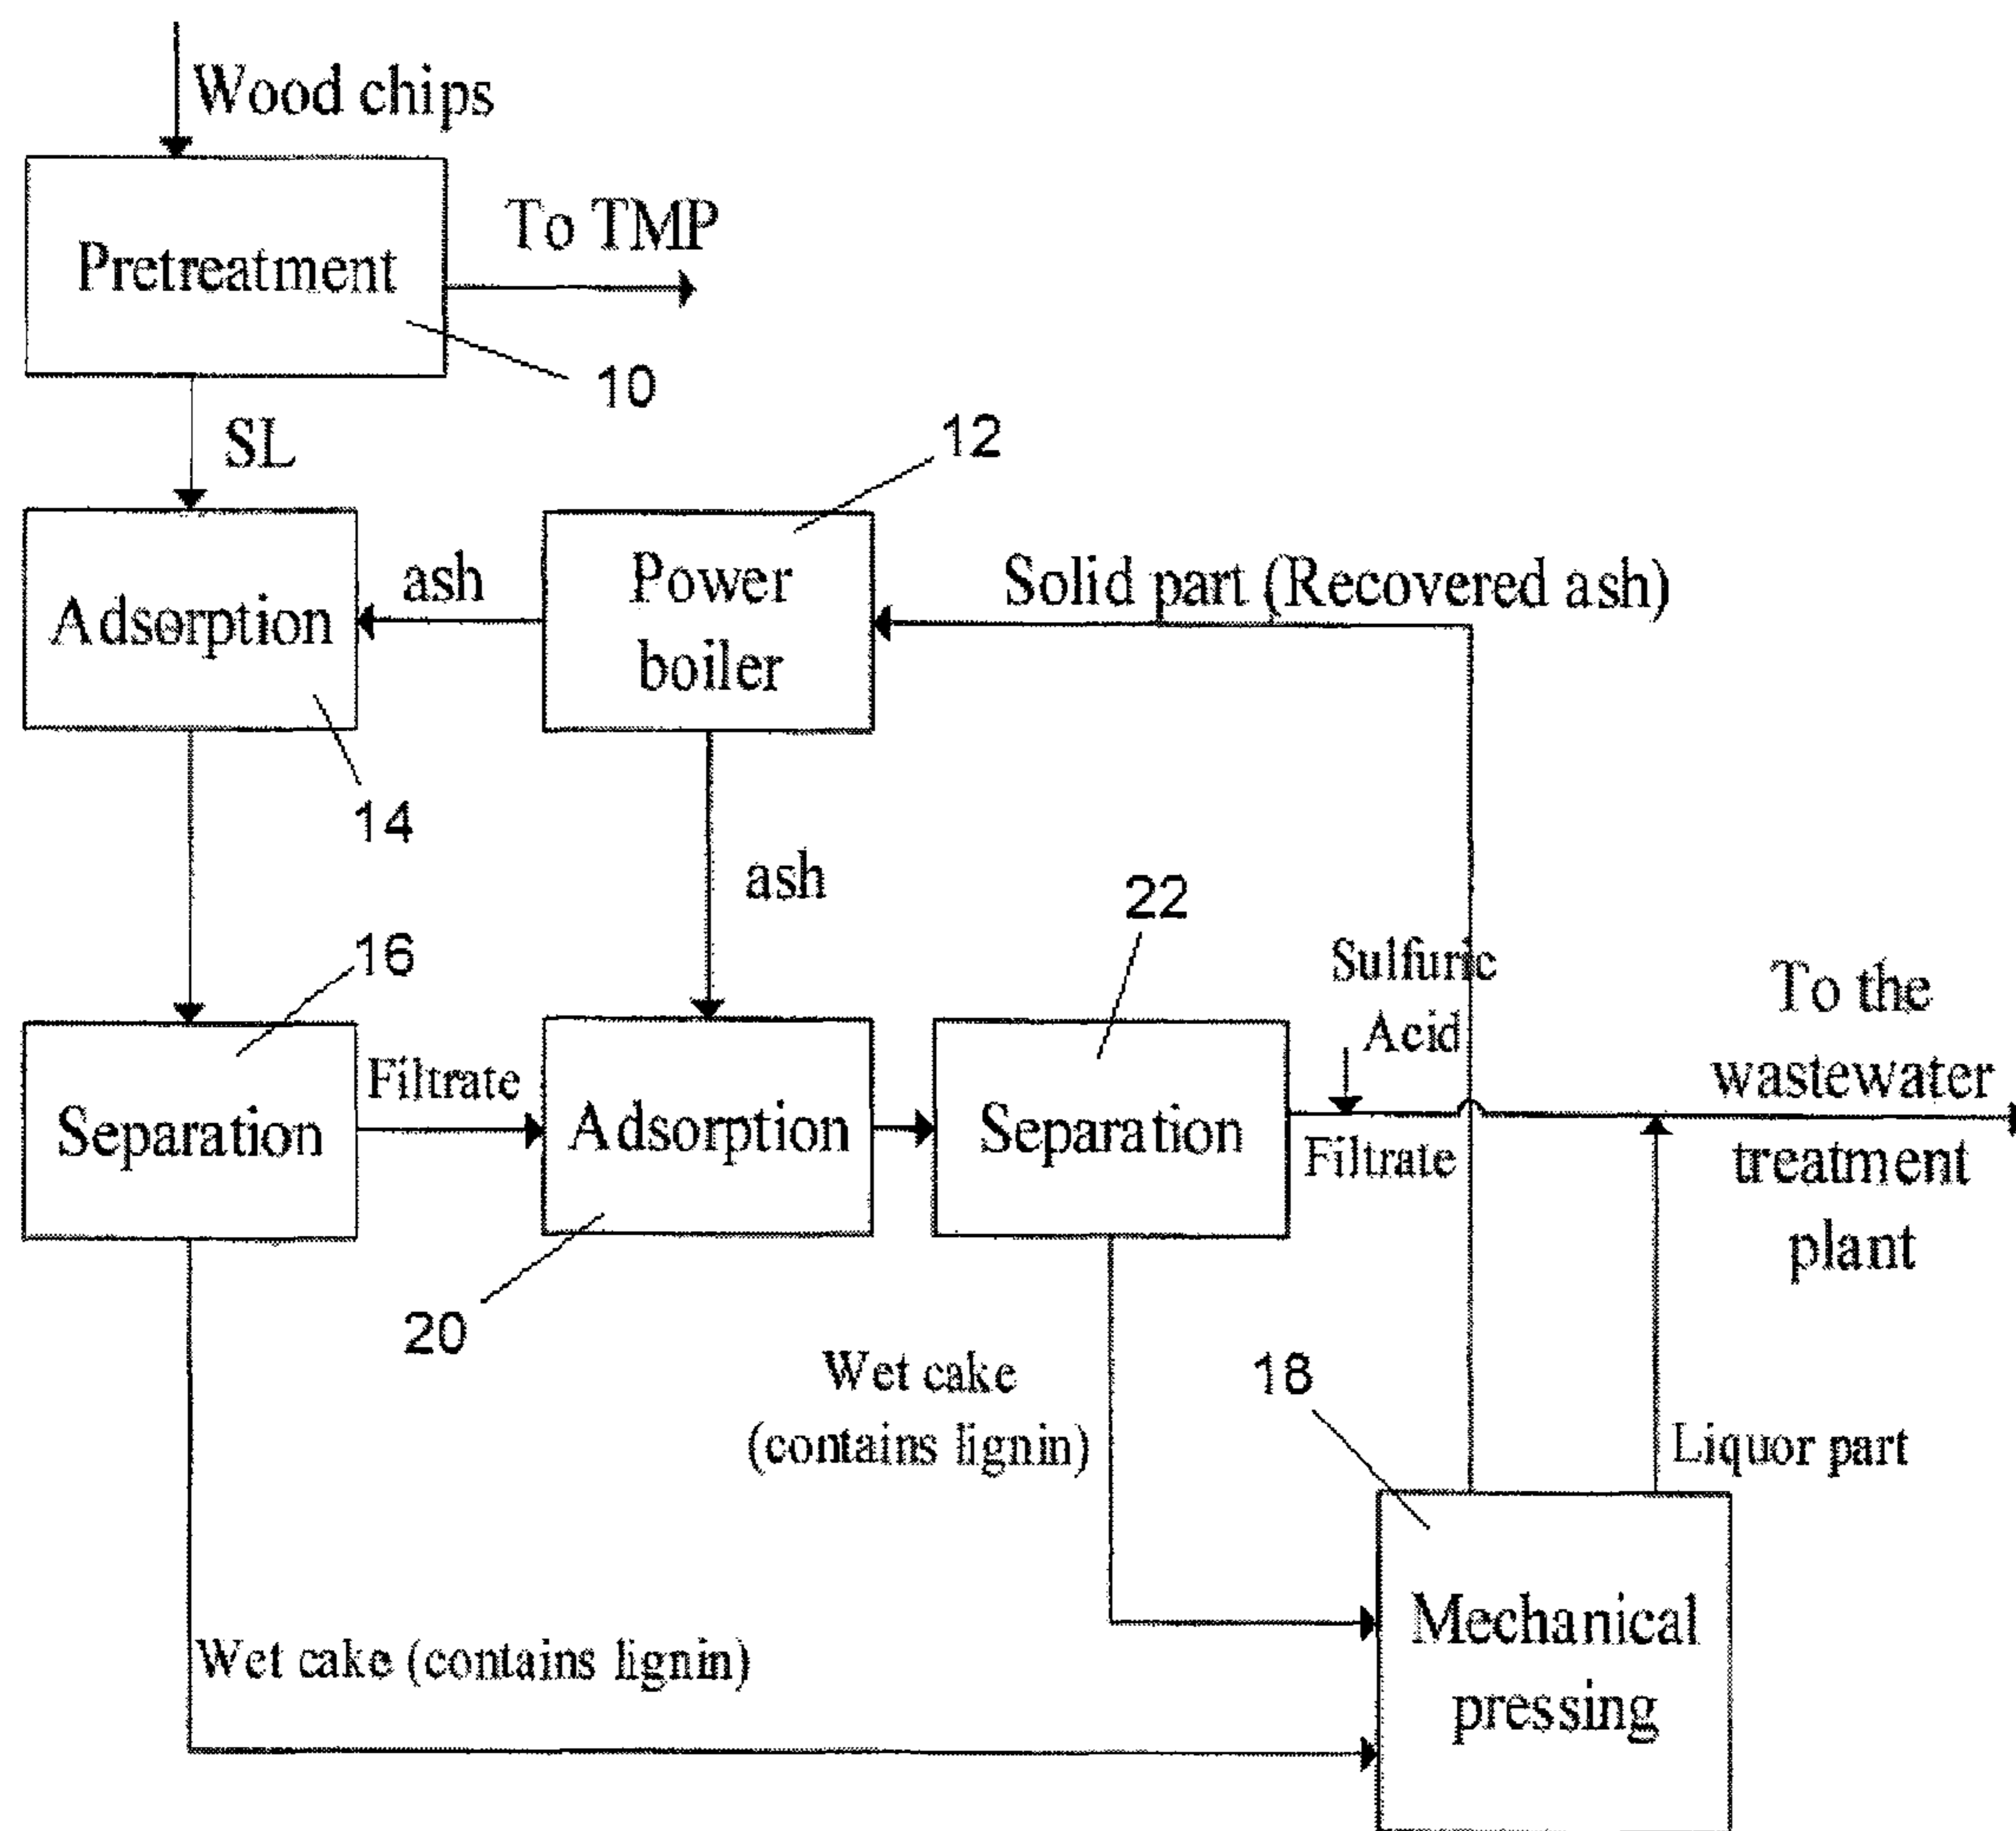 Wood chips
To TMP
Pretreatment
10
SL
12
ash
Power
boiler
Solid part (Recovered ash)
Adsorption
14
ash
22
16
Sulfuric
Acid
To the
wastewater
treatment
plant
Separation
Filtrate
Adsorption
Separation
Filtrate
20
Wet cake
(contains lignin)
18
Liquor part
Mechanical
pressing
Wet cake (contains lignin)